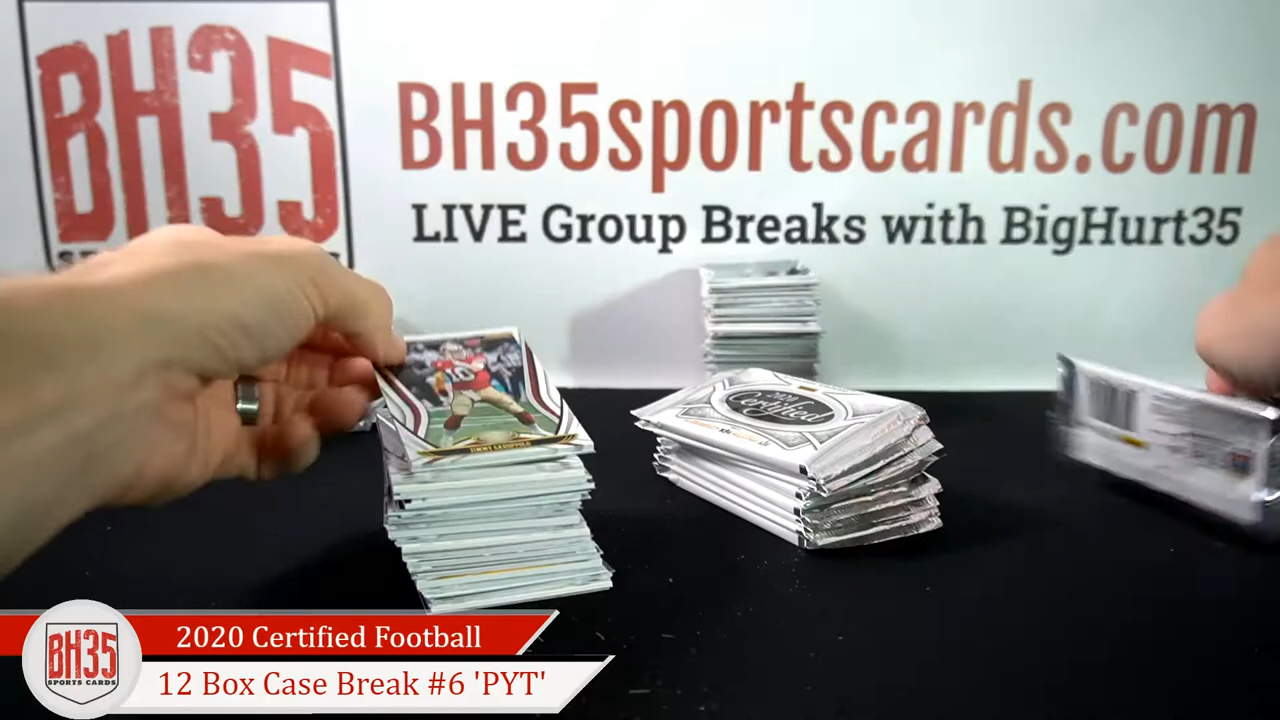 BH35
BH35sportscards.com
LIVE Group Breaks with BigHurt35
10
2020
Certified
BH35
SPORTS CARDS
2020 Certified Football
12 Box Case Break #6 'PYT'